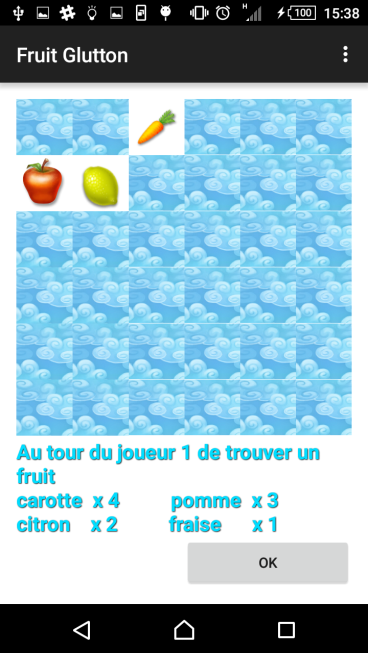 H 100 15:38
Fruit Glutton
Au tour du joueur 1 de trouver un
fruit
carotte x 4 pomme x 3
citron x 2 fraise x 1
OK